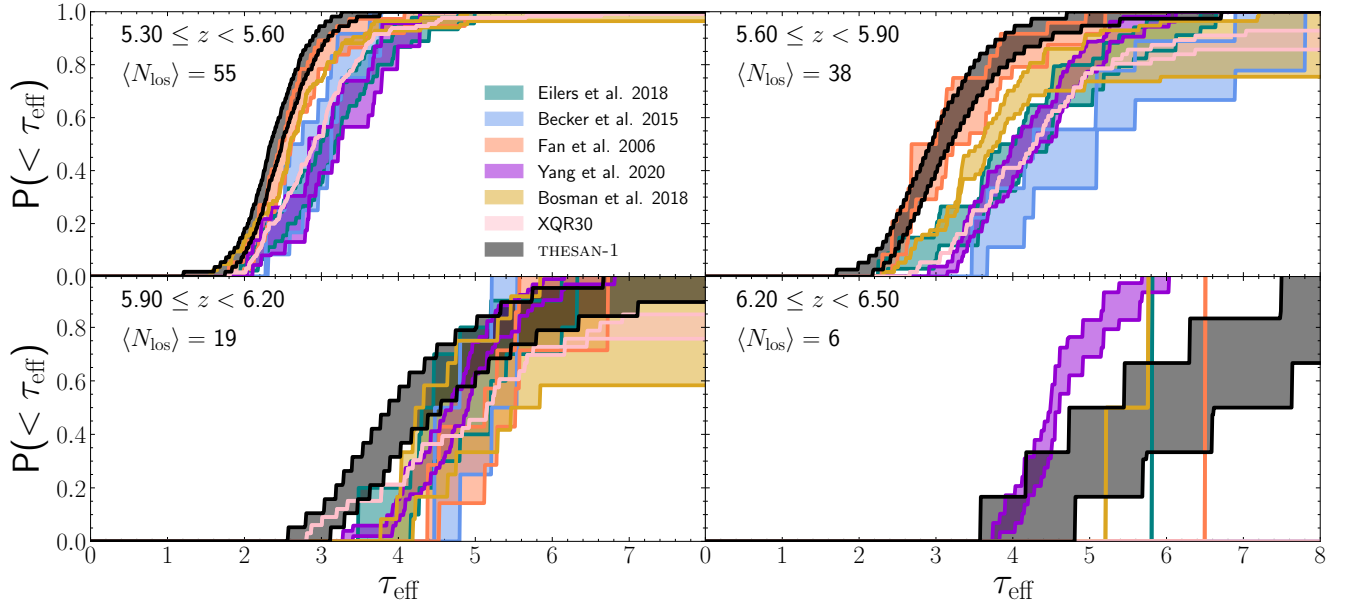 5.30 ≤ z < 5.60
⟨N_los⟩ = 55
Eilers et al. 2018
Becker et al. 2015
Fan et al. 2006
Yang et al. 2020
Bosman et al. 2018
XQR30
THESAN-1
P(< τ_eff)
1.0
0.8
0.6
0.4
0.2
0.0
5.60 ≤ z < 5.90
⟨N_los⟩ = 38
5.90 ≤ z < 6.20
⟨N_los⟩ = 19
P(< τ_eff)
0.8
0.6
0.4
0.2
0.0
0 1 2 3 4 5 6 7
τ_eff
6.20 ≤ z < 6.50
⟨N_los⟩ = 6
0 1 2 3 4 5 6 7 8
τ_eff